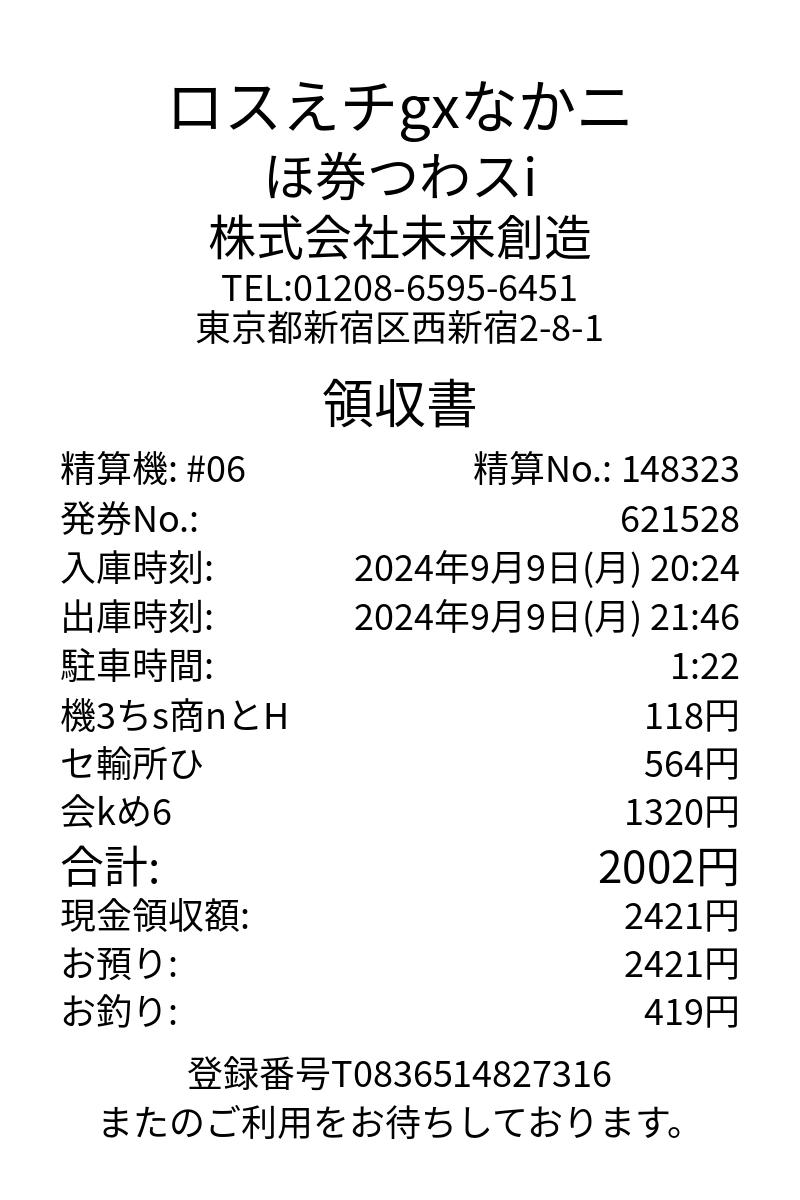 ロスえチgxなかニ
ほ券つわスi
株式会社未来創造
TEL:01208-6595-6451
東京都新宿区西新宿2-8-1
領収書
精算機: #06 精算No.: 148323
発券No.: 621528
入庫時刻: 2024年9月9日(月) 20:24
出庫時刻: 2024年9月9日(月) 21:46
駐車時間: 1:22
機3ちs商nとH 118円
セ輸所ひ 564円
会kめ6 1320円
合計: 2002円
現金領収額: 2421円
お預り: 2421円
お釣り: 419円
登録番号T0836514827316
またのご利用をお待ちしております。